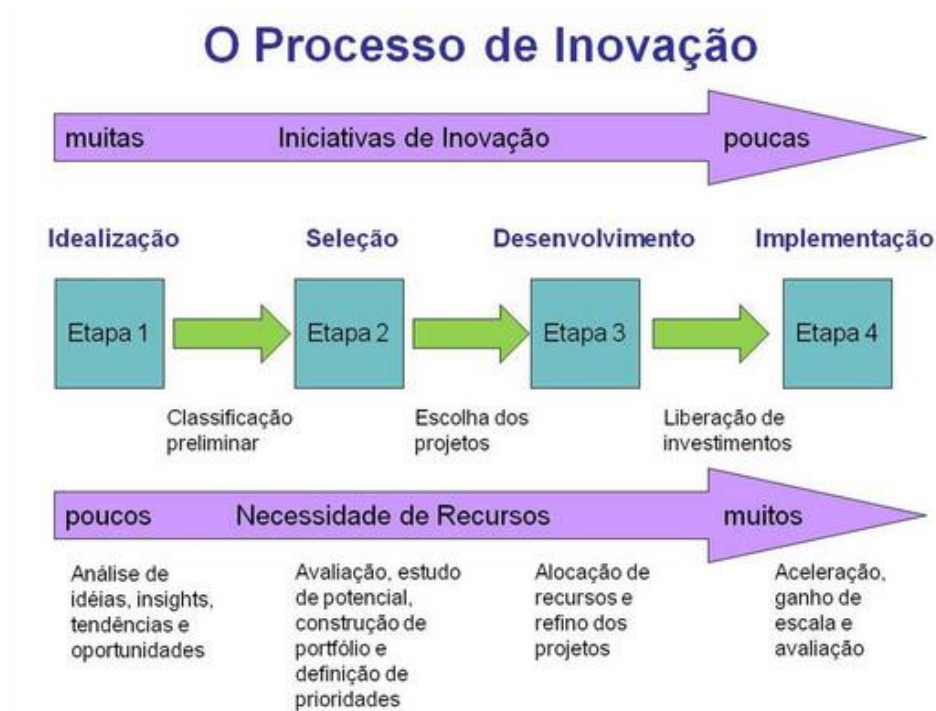 O Processo de Inovação
muitas Iniciativas de Inovação poucas
Idealização Seleção Desenvolvimento Implementação
Etapa 1 Etapa 2 Etapa 3 Etapa 4
Classificação
preliminar
Escolha dos
projetos
Liberação de
investimentos
poucos Necessidade de Recursos muitos
Análise de
idéias, insights,
tendências e
oportunidades
Avaliação, estudo
de potencial,
construção de
portfólio e
definição de
prioridades
Alocação de
recursos e
refino dos
projetos
Aceleração,
ganho de
escala e
avaliação